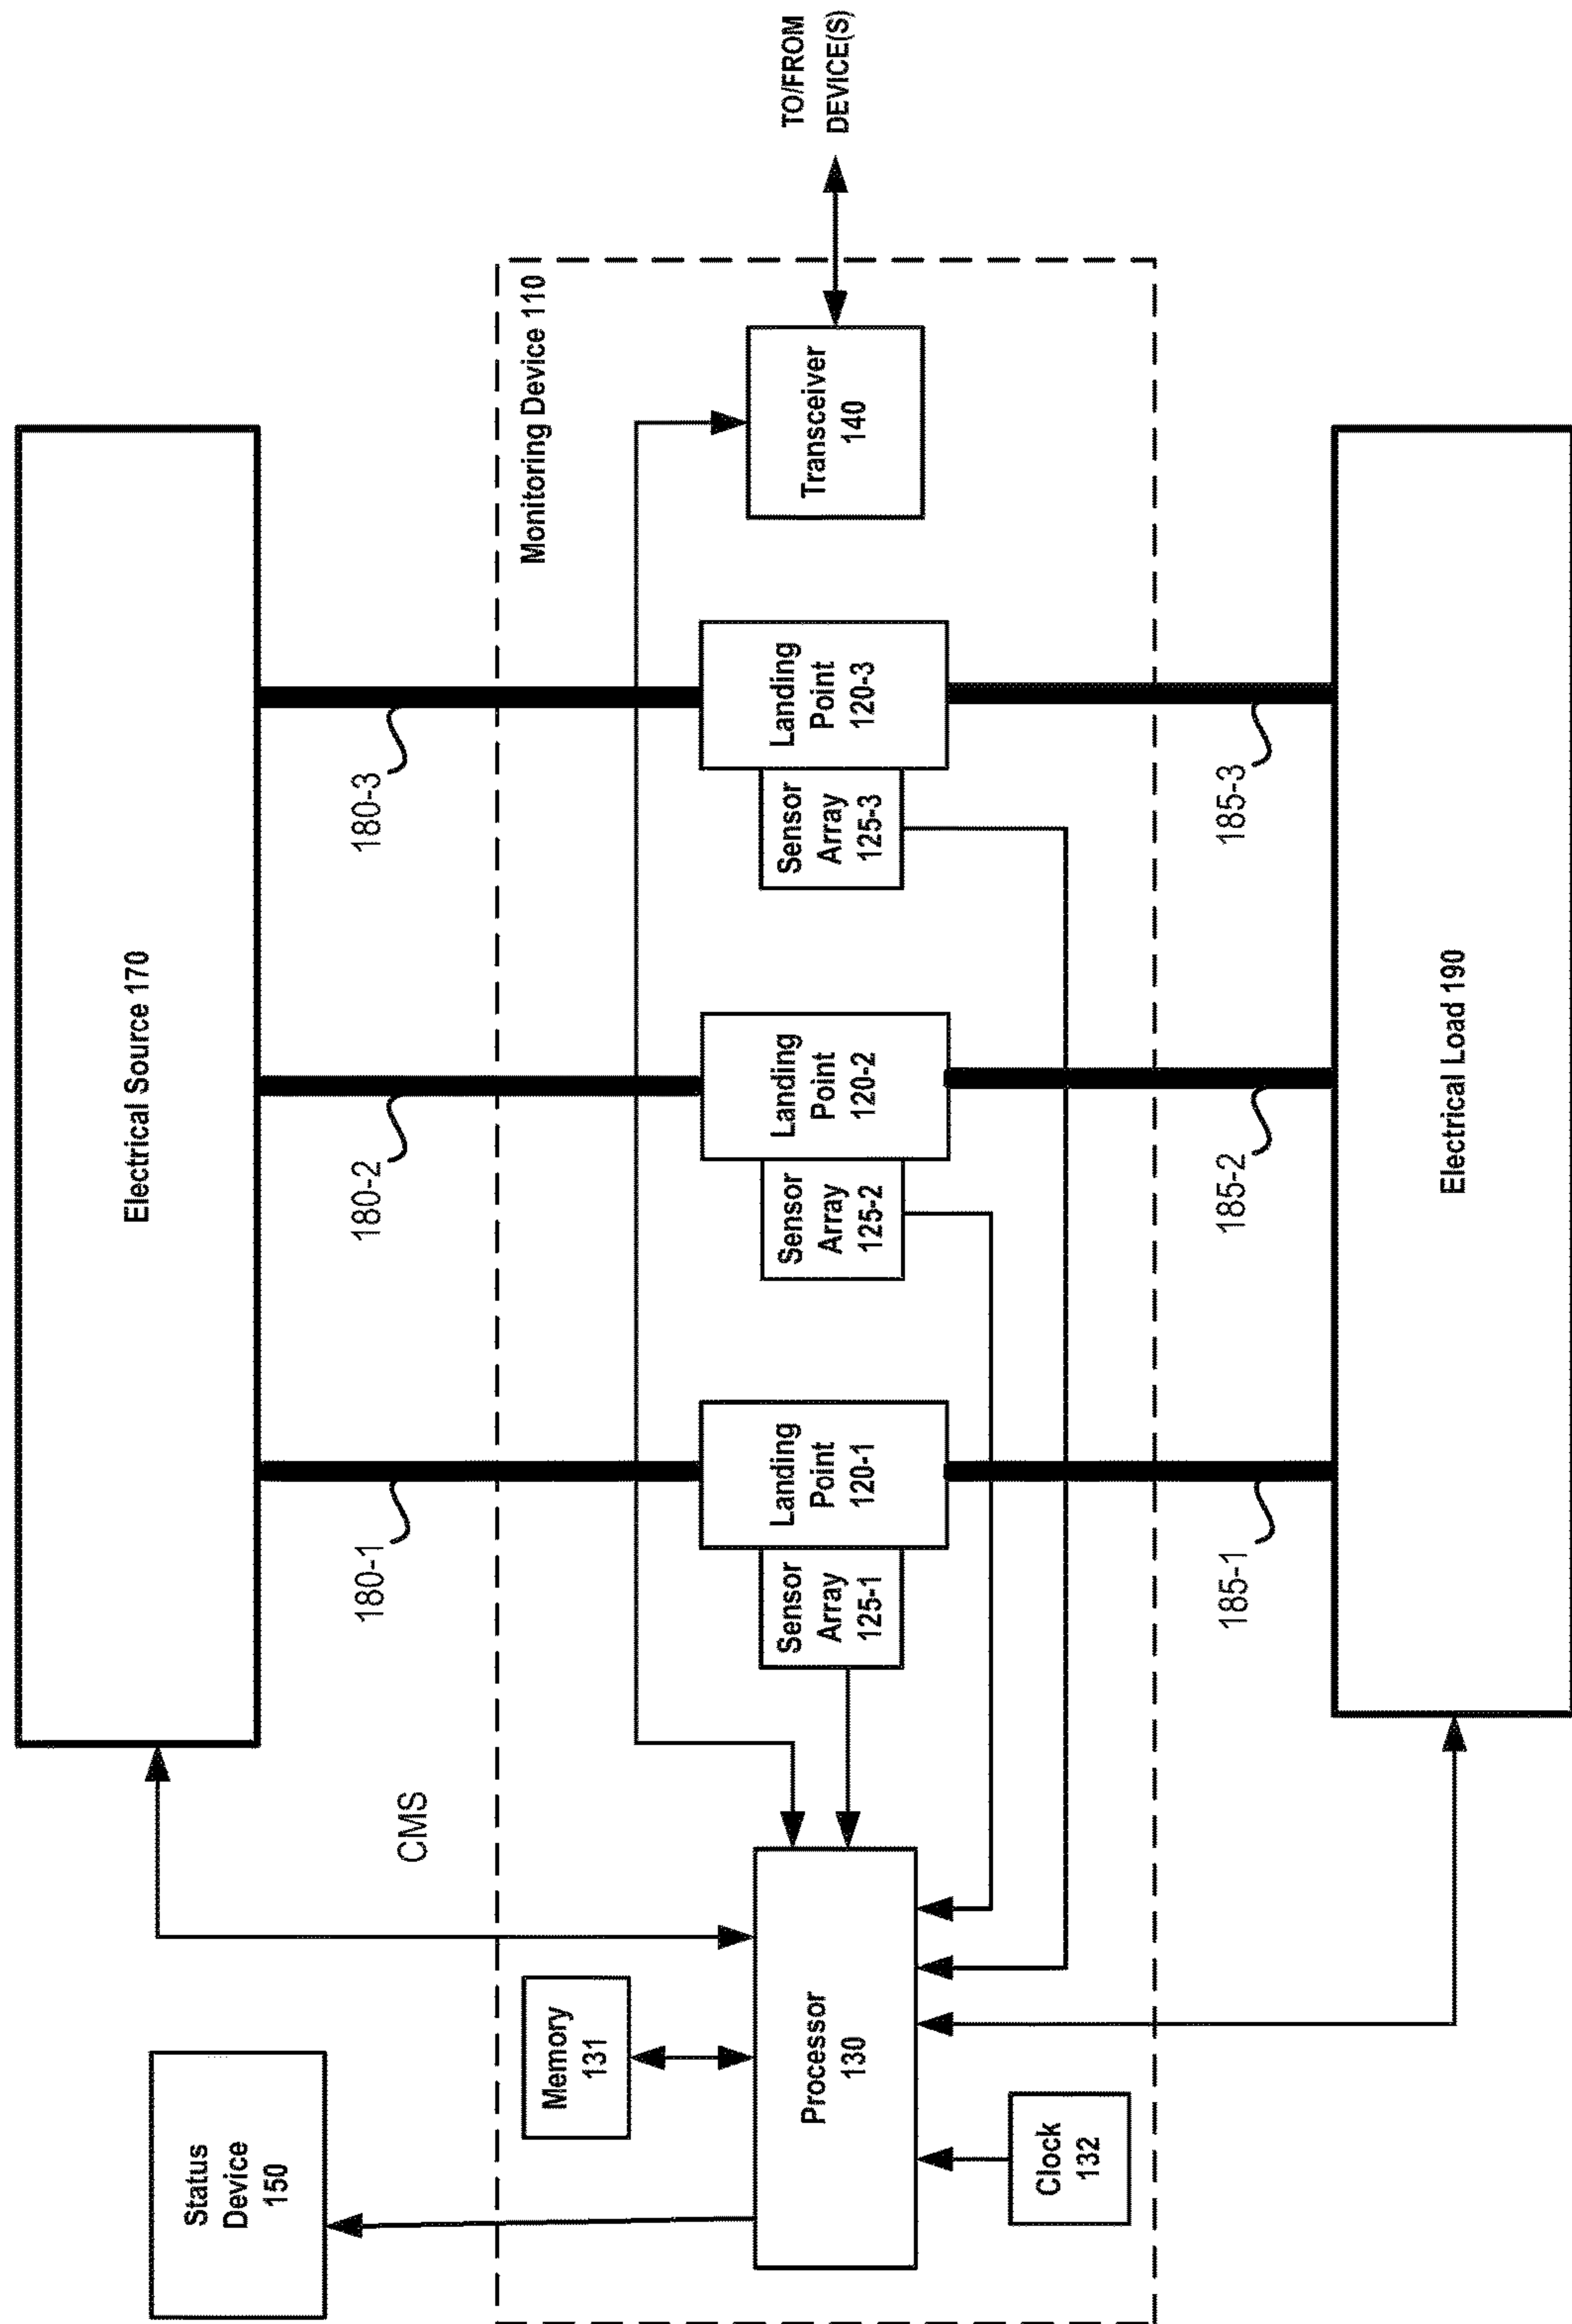 Electrical Source 170
Status
Device
150
CMS
180-1
180-2
180-3
Monitoring Device 110
Memory
131
Processor
130
Clock
132
Sensor
Array
125-1
Landing
Point
120-1
Sensor
Array
125-2
Landing
Point
120-2
Sensor
Array
125-3
Landing
Point
120-3
Transceiver
140
TO/FROM
DEVICE(S)
185-1
185-2
185-3
Electrical Load 190